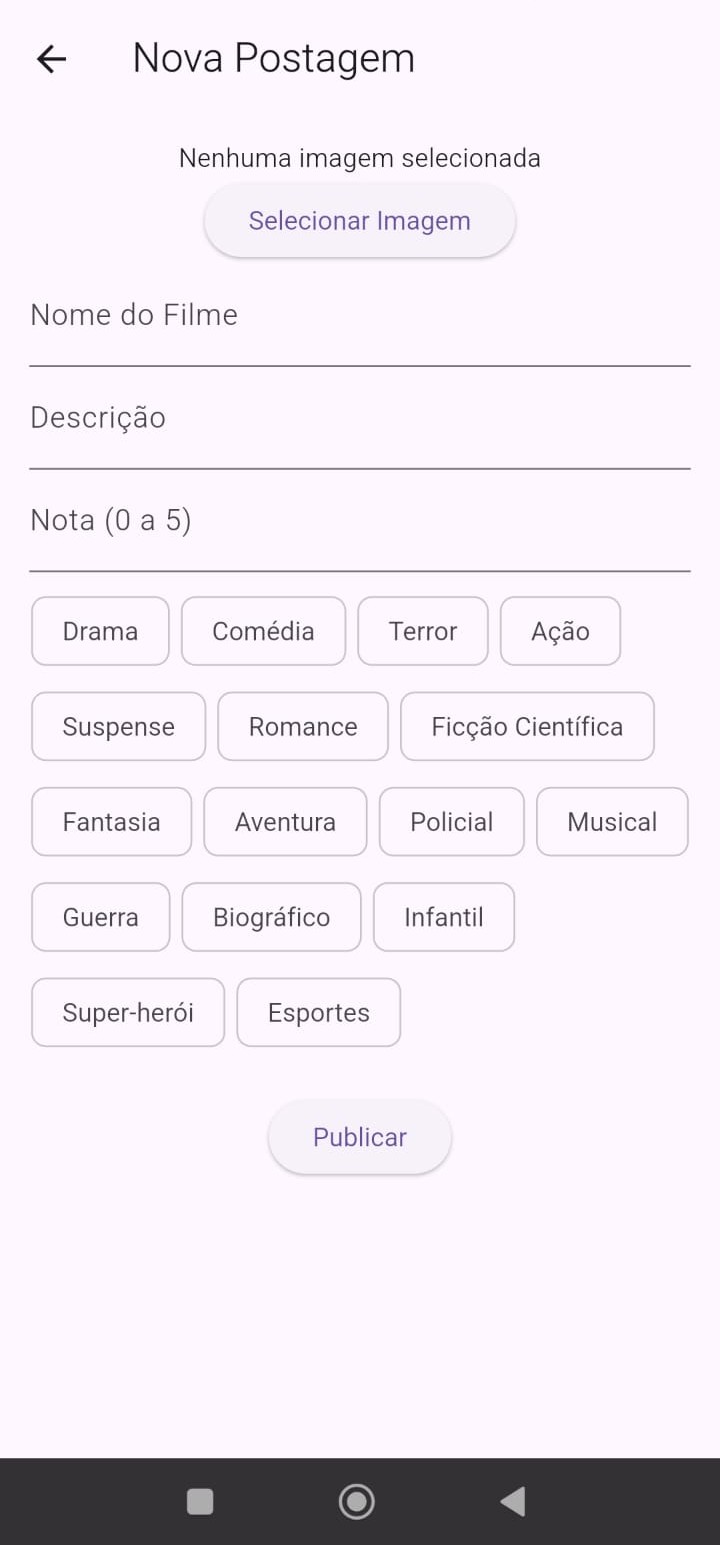 Nova Postagem
Nenhuma imagem selecionada
Selecionar Imagem
Nome do Filme
Descrição
Nota (0 a 5)
Drama Comédia Terror Ação
Suspense Romance Ficção Científica
Fantasia Aventura Policial Musical
Guerra Biográfico Infantil
Super-herói Esportes
Publicar